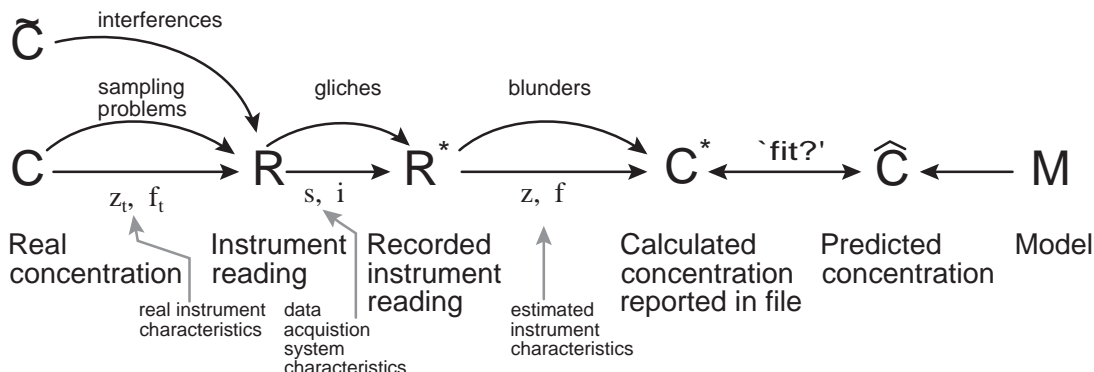 C̃
interferences
sampling
problems
gliches
blunders
C
R
R*
C*
`fit?'
Ĉ
M
zt, ft
s, i
z, f
Real
concentration
Instrument
reading
Recorded
instrument
reading
Calculated
concentration
reported in file
Predicted
concentration
Model
real instrument
characteristics
data
acquistion
system
characteristics
estimated
instrument
characteristics